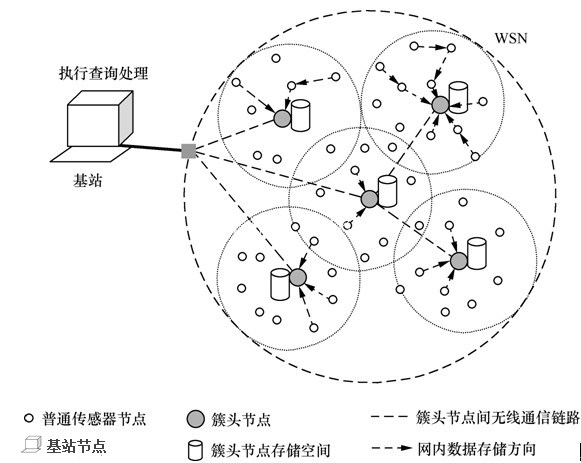 WSN
执行查询处理
基站
普通传感器节点
簇头节点
簇头节点间无线通信链路
基站节点
簇头节点存储空间
网内数据存储方向